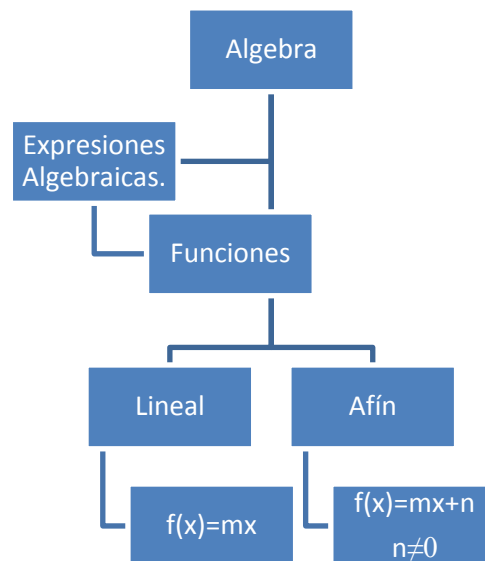 Algebra
Expresiones
Algebraicas.
Funciones
Lineal
Afín
f(x)=mx
f(x)=mx+n
n≠0